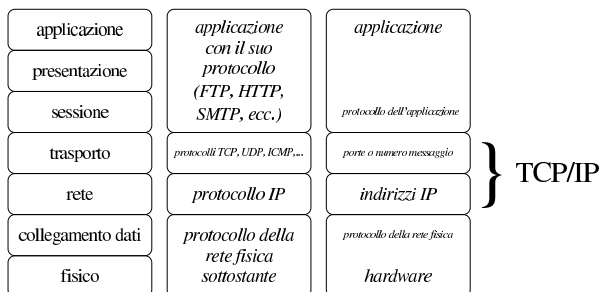 applicazione
presentazione
sessione
trasporto
rete
collegamento dati
fisico
applicazione
con il suo
protocollo
(FTP, HTTP,
SMTP, ecc.)
protocolli TCP, UDP, ICMP,...
protocollo IP
protocollo della
rete fisica
sottostante
applicazione
protocollo dell'applicazione
porte o numero messaggio
indirizzi IP
protocollo della rete fisica
hardware
} TCP/IP